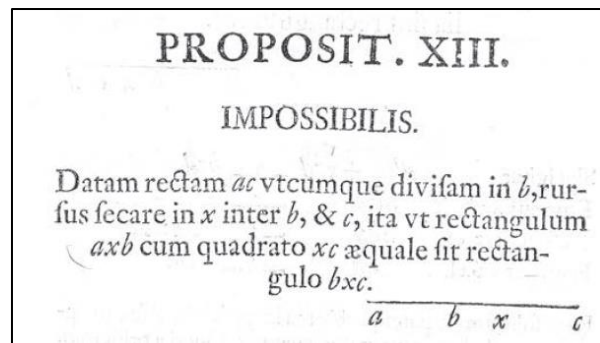 PROPOSIT. XIII.
IMPOSSIBILIS.
Datam rectam ac vtcumque diuisam in b, rur-
sus secare in x inter b, & c, ita vt rectangulum
axb cum quadrato xc æquale sit rectan-
gulo bxc.
a b x c